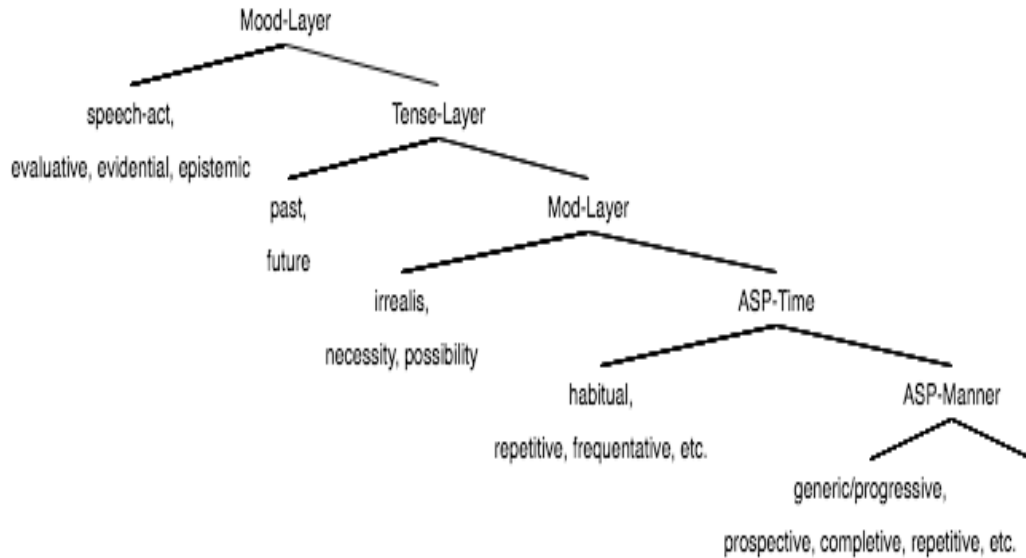 Mood-Layer
speech-act,
Tense-Layer
evaluative, evidential, epistemic
past,
Mod-Layer
future
irrealis,
ASP-Time
necessity, possibility
habitual,
ASP-Manner
repetitive, frequentative, etc.
generic/progressive,
prospective, completive, repetitive, etc.